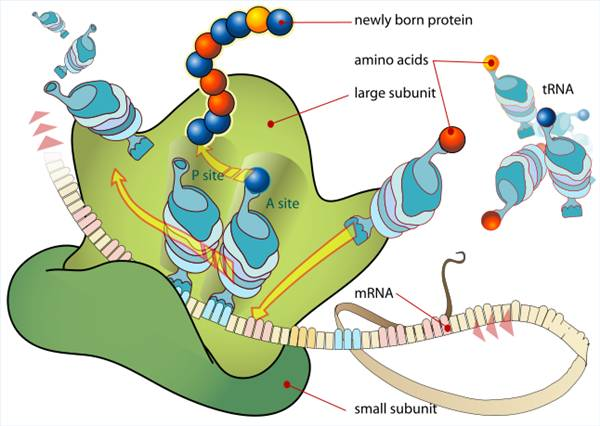 newly born protein
amino acids
large subunit
tRNA
P site
A site
mRNA
small subunit